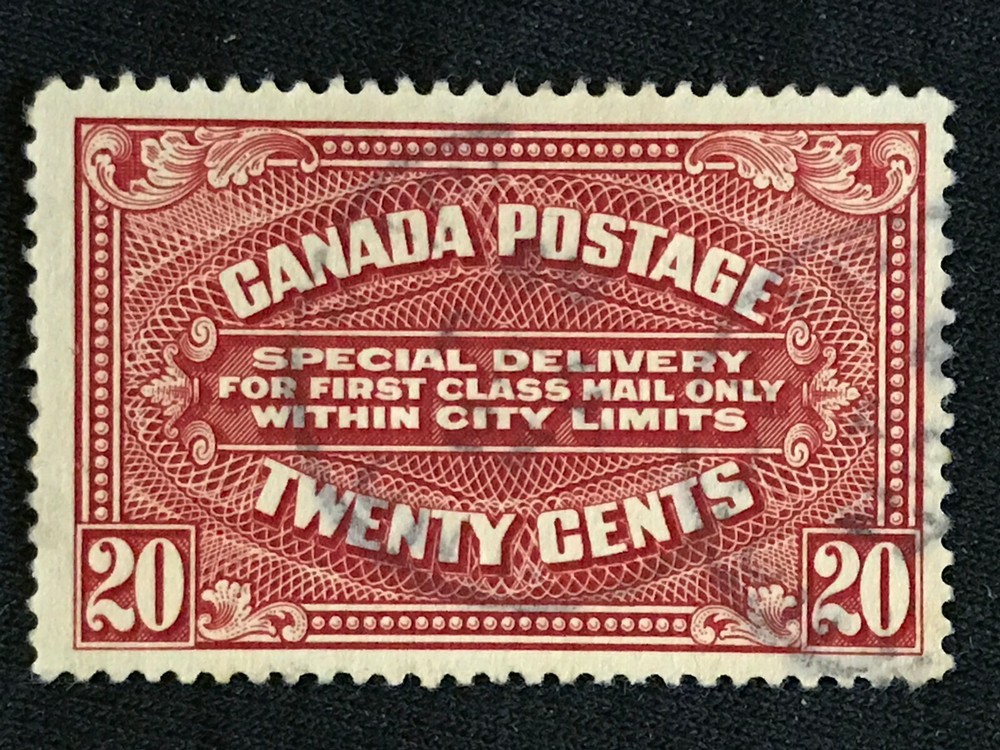 CANADA POSTAGE
SPECIAL DELIVERY
FOR FIRST CLASS MAIL ONLY
WITHIN CITY LIMITS
TWENTY CENTS
20 20